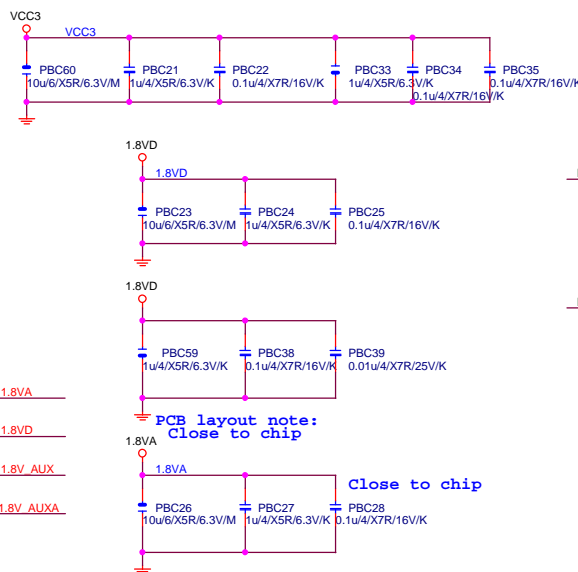 VCC3
VCC3
PBC60
10u/6/X5R/6.3V/M
PBC21
1u/4/X5R/6.3V/K
PBC22
0.1u/4/X7R/16V/K
PBC33
1u/4/X5R/6.3V/K
PBC34
0.1u/4/X7R/16V/K
PBC35
0.1u/4/X7R/16V/K
1.8VD
1.8VD
PBC23
10u/6/X5R/6.3V/M
PBC24
1u/4/X5R/6.3V/K
PBC25
0.1u/4/X7R/16V/K
1.8VD
PBC59
1u/4/X5R/6.3V/K
PBC38
0.1u/4/X7R/16V/K
PBC39
0.01u/4/X7R/25V/K
1.8VA
1.8VD
1.8V_AUX
1.8V_AUXA
PCB layout note:
Close to chip
1.8VA
1.8VA
Close to chip
PBC26
10u/6/X5R/6.3V/M
PBC27
1u/4/X5R/6.3V/K
PBC28
0.1u/4/X7R/16V/K